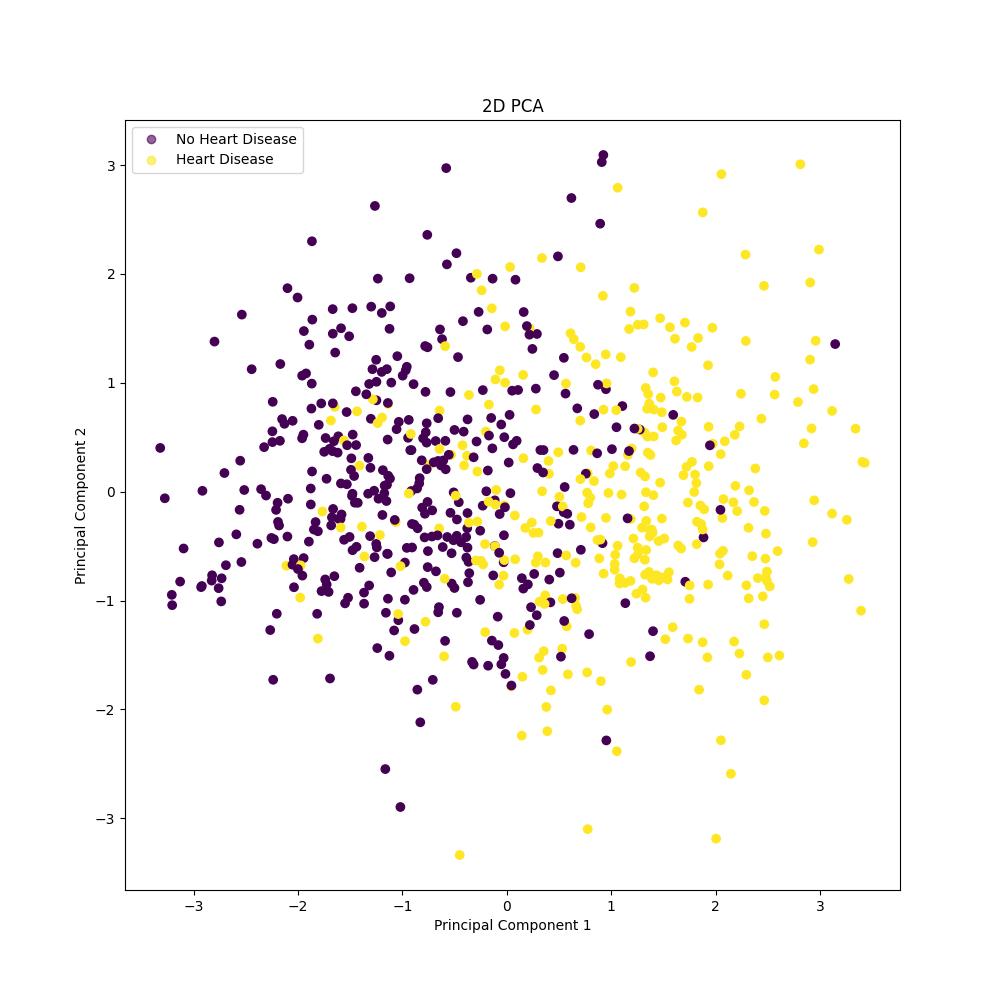 2D PCA
No Heart Disease
Heart Disease
3
2
1
0
−1
−2
−3
Principal Component 2
−3
−2
−1
0
1
2
3
Principal Component 1